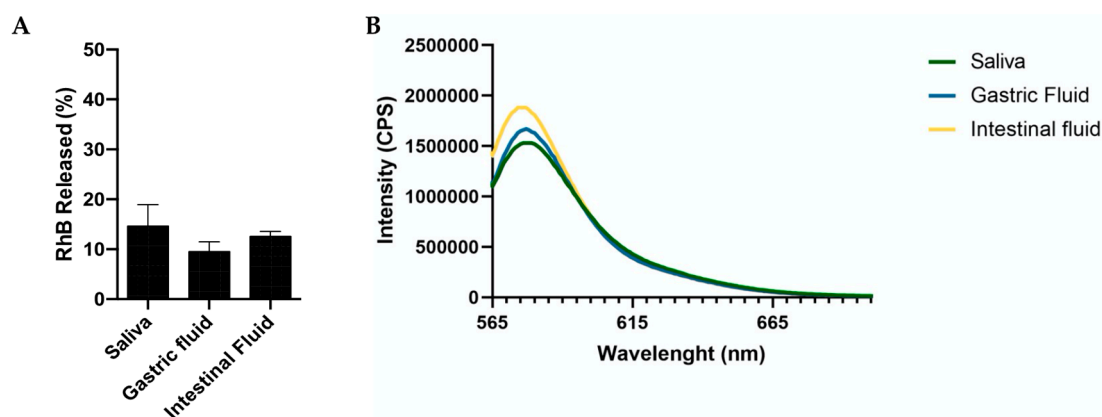 A
RhB Released (%)
50
40
30
20
10
0
Saliva
Gastric fluid
Intestinal Fluid
B
Intensity (CPS)
2500000
2000000
1500000
1000000
500000
0
565
615
665
Wavelenght (nm)
Saliva
Gastric Fluid
Intestinal fluid